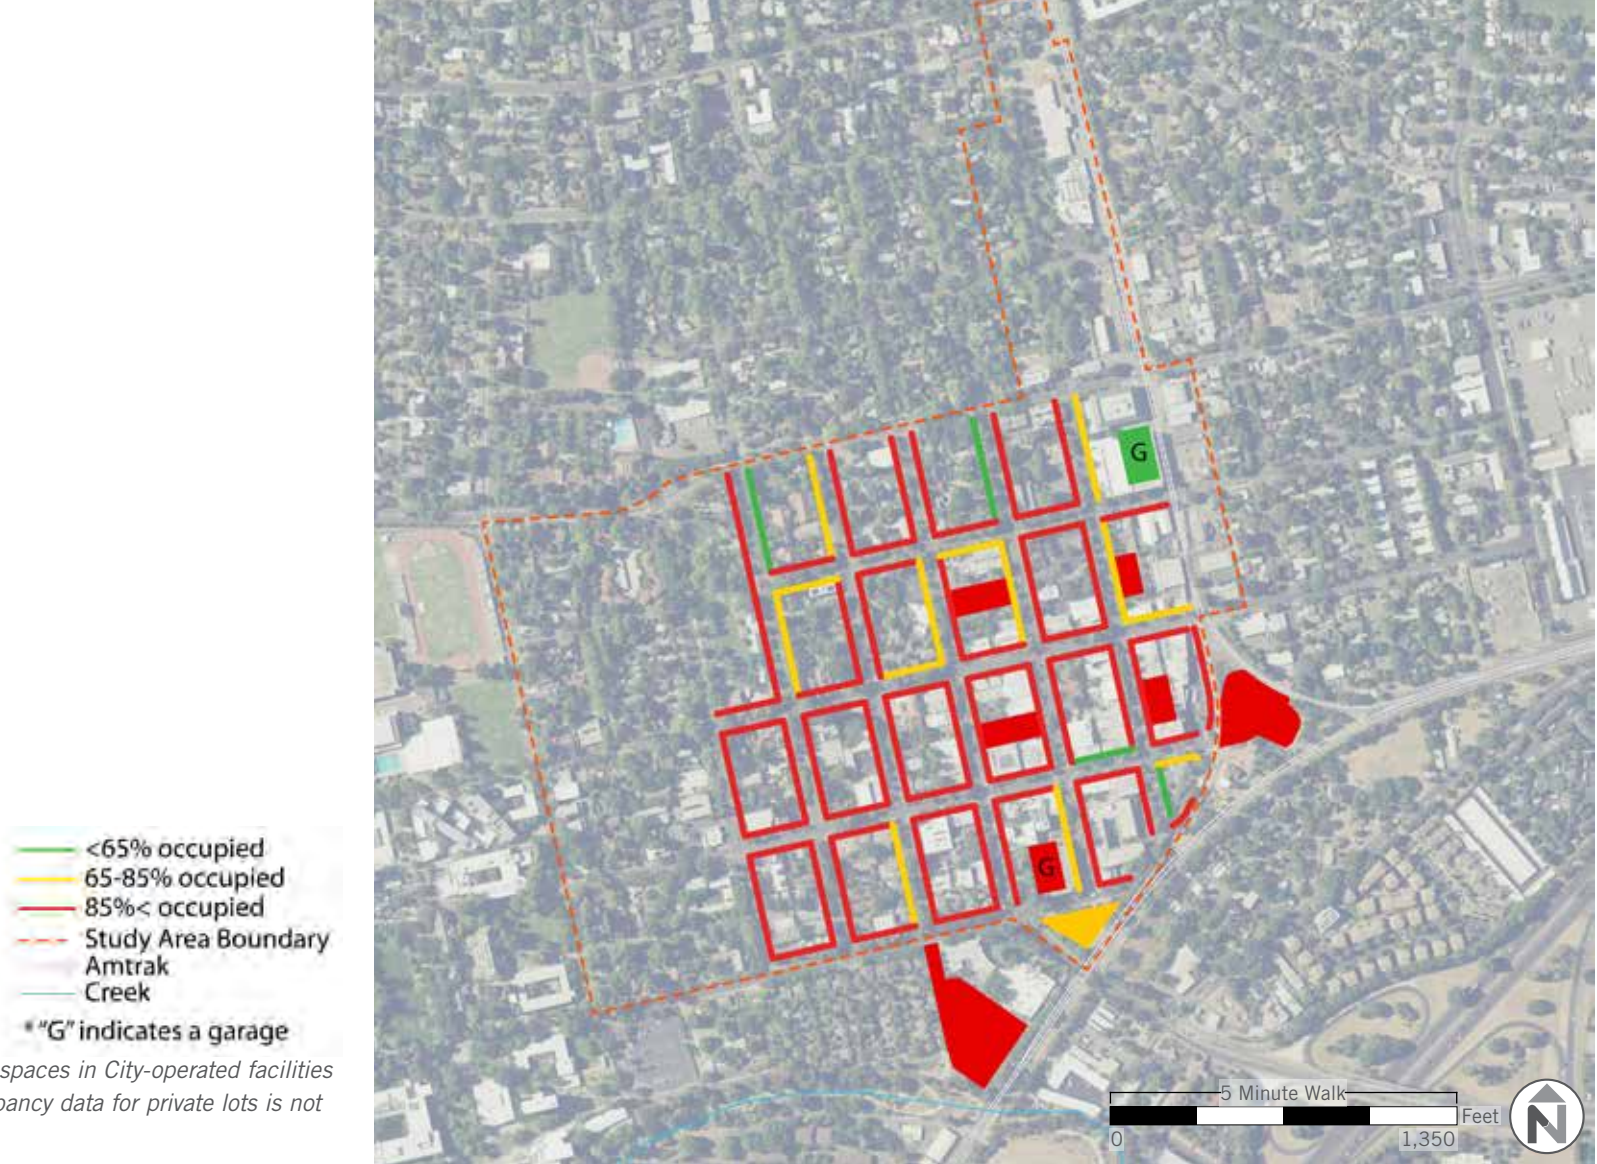 G
G
<65% occupied
65-85% occupied
85%< occupied
Study Area Boundary
Amtrak
Creek
* "G" indicates a garage
spaces in City-operated facilities
pancy data for private lots is not
5 Minute Walk
Feet
0
1,350
N